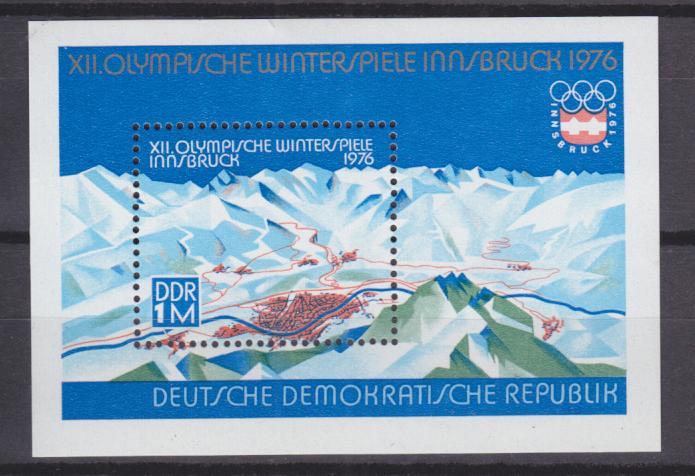 XII. OLYMPISCHE WINTERSPIELE INNSBRUCK 1976
INNSBRUCK 1976
XII. OLYMPISCHE WINTERSPIELE
INNSBRUCK 1976
DDR
1M
DEUTSCHE DEMOKRATISCHE REPUBLIK